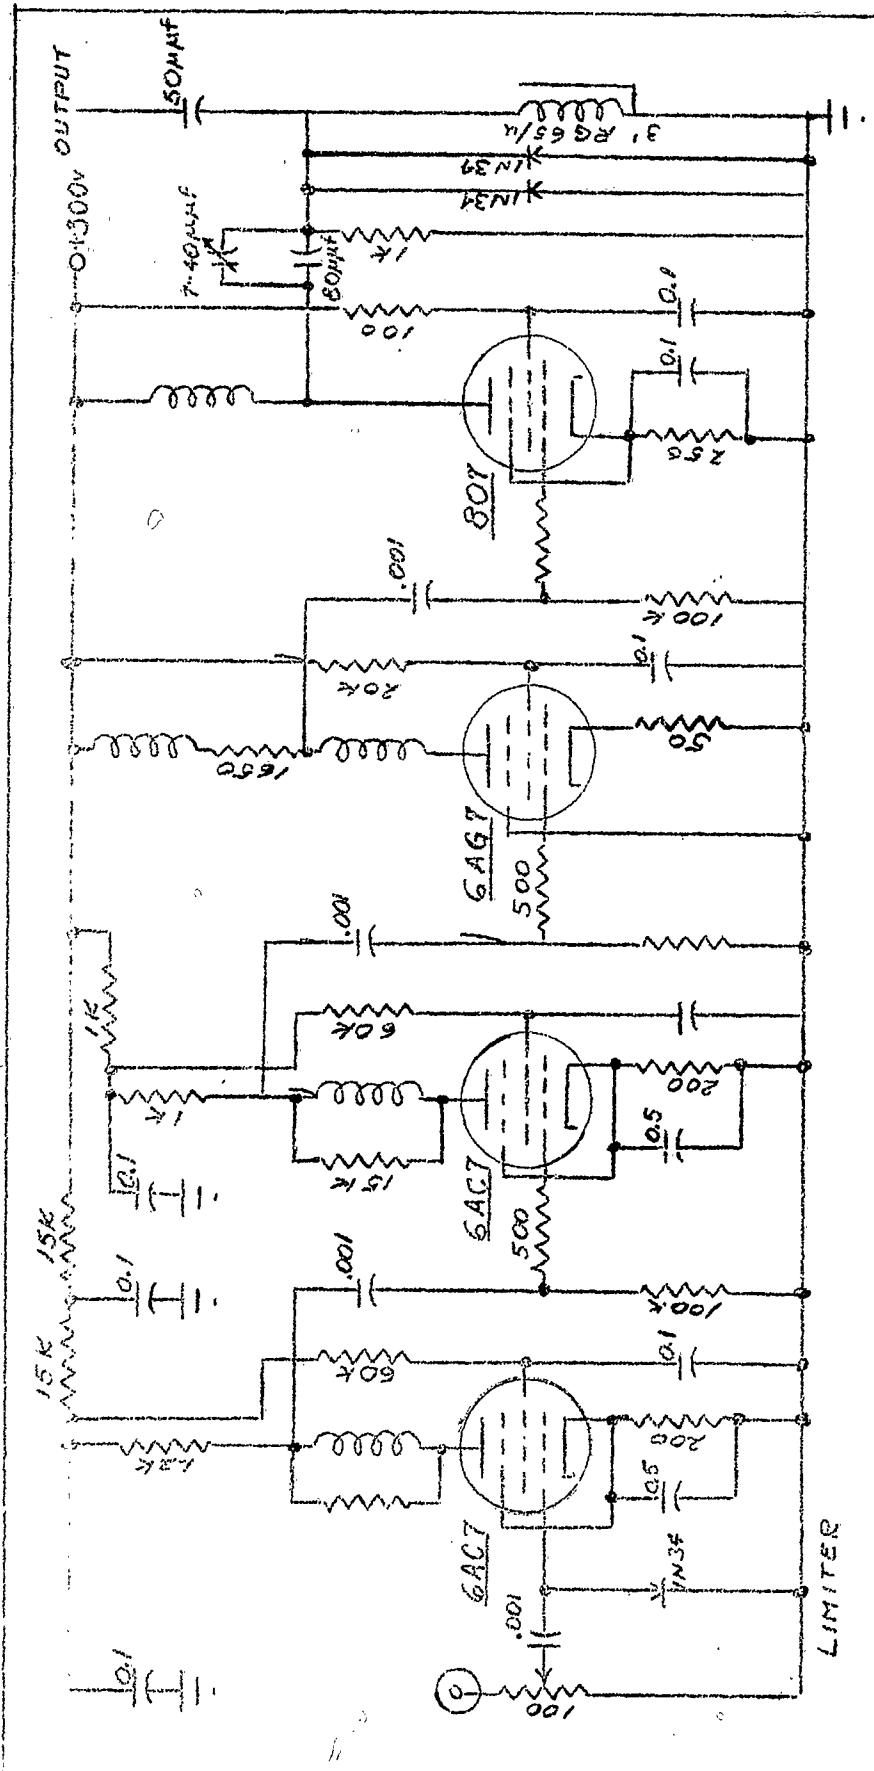 OUTPUT
50µµf
0+300v
7-40µµf
80µµf
1K
1N34
1N34
3' RG65/u
100
0.1
0.1
250
807
.001
100K
20K
0.1
1650
50
6AG7
500
.001
1K
1K
0.1
60K
15K
200
0.5
6AC7
500
15K
0.1
15K
.001
100K
60K
0.1
1.2K
200
0.5
6AC7
.001
1N34
100
0.1
LIMITER